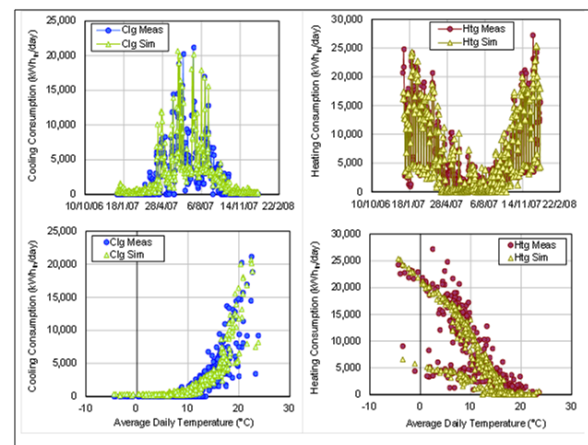 25,000
20,000
15,000
10,000
5,000
0
Cooling Consumption (kWh /day)
Clg Meas
Clg Sim
10/10/06 18/1/07 28/4/07 6/8/07 14/11/07 22/2/08
30,000
25,000
20,000
15,000
10,000
5,000
0
Heating Consumption (kWh /day)
Htg Meas
Htg Sim
10/10/06 18/1/07 28/4/07 6/8/07 14/11/07 22/2/08
25,000
20,000
15,000
10,000
5,000
0
Cooling Consumption (kWh /day)
Clg Meas
Clg Sim
-10 0 10 20 30
Average Daily Temperature (°C)
30,000
25,000
20,000
15,000
10,000
5,000
0
Heating Consumption (kWh /day)
Htg Meas
Htg Sim
-10 0 10 20 30
Average Daily Temperature (°C)